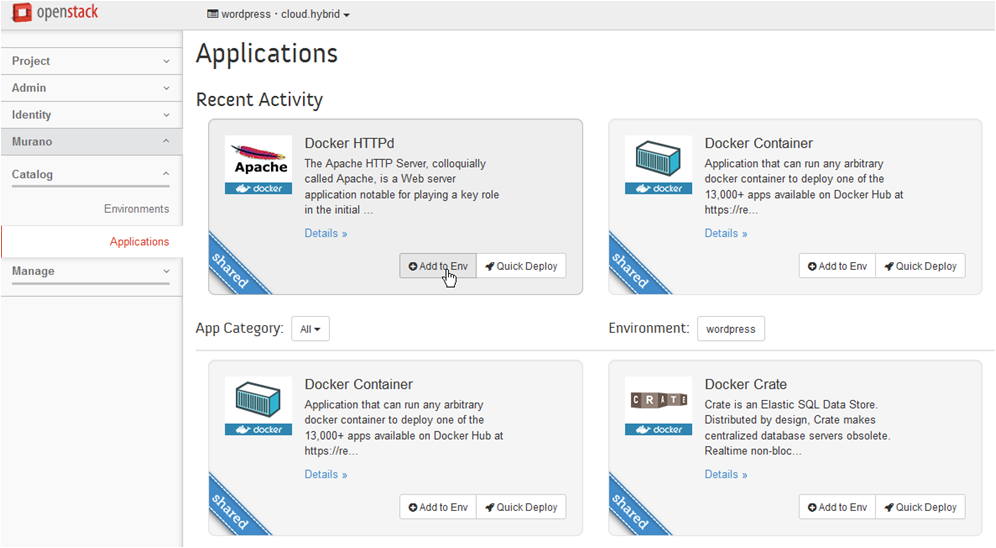 openstack
wordpress · cloud.hybrid
Project
Admin
Identity
Murano
Catalog
Environments
Applications
Manage
Applications
Recent Activity
Apache
docker
Docker HTTPd
The Apache HTTP Server, colloquially
called Apache, is a Web server
application notable for playing a key role
in the initial ...
Details »
shared
Add to Env
Quick Deploy
docker
Docker Container
Application that can run any arbitrary
docker container to deploy one of the
13,000+ apps available on Docker Hub at
https://re...
Details »
shared
Add to Env
Quick Deploy
App Category: All
Environment: wordpress
docker
Docker Container
Application that can run any arbitrary
docker container to deploy one of the
13,000+ apps available on Docker Hub at
https://re...
Details »
shared
Add to Env
Quick Deploy
CRATE
docker
Docker Crate
Crate is an Elastic SQL Data Store.
Distributed by design, Crate makes
centralized database servers obsolete.
Realtime non-bloc...
Details »
shared
Add to Env
Quick Deploy